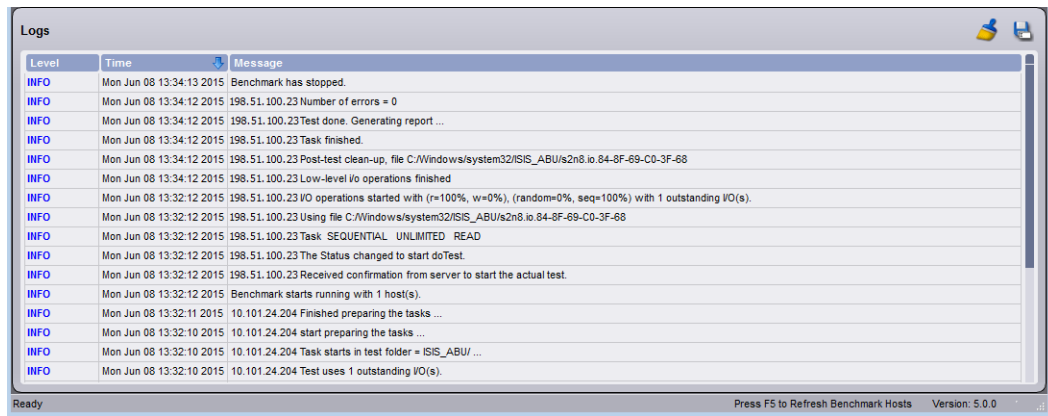 Logs
Level Time Message
INFO Mon Jun 08 13:34:13 2015 Benchmark has stopped.
INFO Mon Jun 08 13:34:12 2015 198.51.100.23 Number of errors = 0
INFO Mon Jun 08 13:34:12 2015 198.51.100.23 Test done. Generating report ...
INFO Mon Jun 08 13:34:12 2015 198.51.100.23 Task finished.
INFO Mon Jun 08 13:34:12 2015 198.51.100.23 Post-test clean-up, file C:/Windows/system32/ISIS_ABU/s2n8.io.84-8F-69-C0-3F-68
INFO Mon Jun 08 13:34:12 2015 198.51.100.23 Low-level i/o operations finished
INFO Mon Jun 08 13:32:12 2015 198.51.100.23 I/O operations started with (r=100%, w=0%), (random=0%, seq=100%) with 1 outstanding I/O(s).
INFO Mon Jun 08 13:32:12 2015 198.51.100.23 Using file C:/Windows/system32/ISIS_ABU/s2n8.io.84-8F-69-C0-3F-68
INFO Mon Jun 08 13:32:12 2015 198.51.100.23 Task SEQUENTIAL UNLIMITED READ
INFO Mon Jun 08 13:32:12 2015 198.51.100.23 The Status changed to start doTest.
INFO Mon Jun 08 13:32:12 2015 198.51.100.23 Received confirmation from server to start the actual test.
INFO Mon Jun 08 13:32:12 2015 Benchmark starts running with 1 host(s).
INFO Mon Jun 08 13:32:11 2015 10.101.24.204 Finished preparing the tasks ...
INFO Mon Jun 08 13:32:10 2015 10.101.24.204 start preparing the tasks ...
INFO Mon Jun 08 13:32:10 2015 10.101.24.204 Task starts in test folder = ISIS_ABU/ ...
INFO Mon Jun 08 13:32:10 2015 10.101.24.204 Test uses 1 outstanding I/O(s).
Ready Press F5 to Refresh Benchmark Hosts Version: 5.0.0